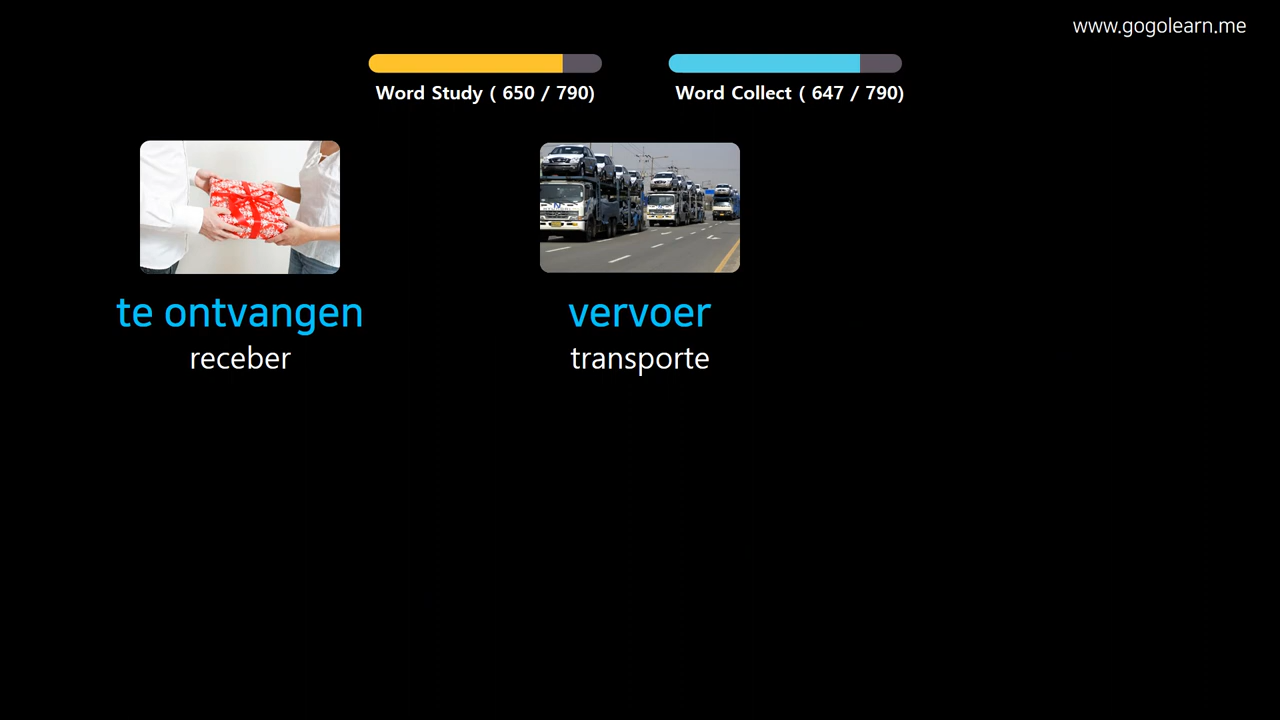 www.gogolearn.me
Word Study ( 650 / 790)
Word Collect ( 647 / 790)
te ontvangen
receber
vervoer
transporte